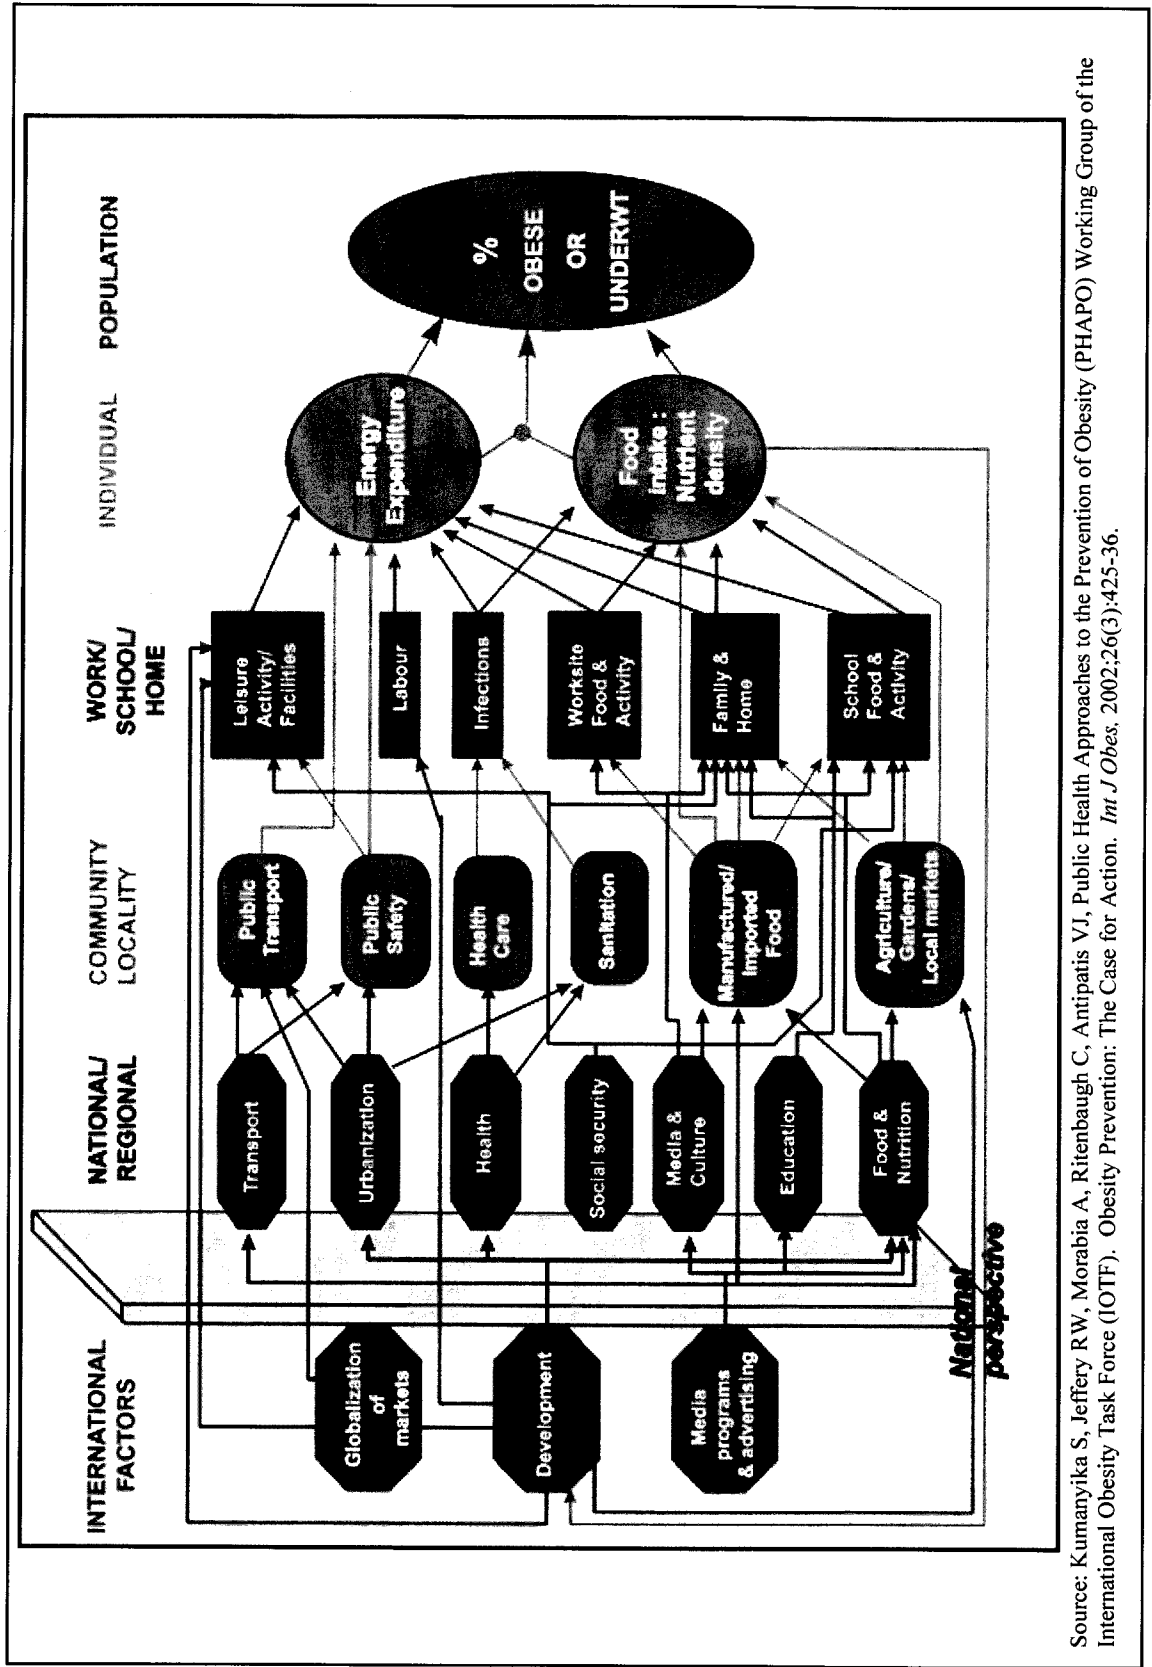 INTERNATIONAL
FACTORS
NATIONAL/
REGIONAL
COMMUNITY
LOCALITY
WORK/
SCHOOL/
HOME
INDIVIDUAL
POPULATION
Globalization
of
markets
Development
Media
programs
& advertising
National
perspective
Transport
Urbanization
Health
Social security
Media &
Culture
Education
Food &
Nutrition
Public
Transport
Public
Safety
Health
Care
Sanitation
Manufactured/
Imported
Food
Agriculture/
Gardens/
Local markets
Leisure
Activity/
Facilities
Labour
Infections
Worksite
Food &
Activity
Family &
Home
School
Food &
Activity
Energy
Expenditure
Food
intake :
Nutrient
density
%
OBESE
OR
UNDERWT
Source: Kumanyika S, Jeffery RW, Morabia A, Ritenbaugh C, Antipatis VJ, Public Health Approaches to the Prevention of Obesity (PHAPO) Working Group of the
International Obesity Task Force (IOTF).  Obesity Prevention: The Case for Action.  Int J Obes, 2002;26(3):425-36.